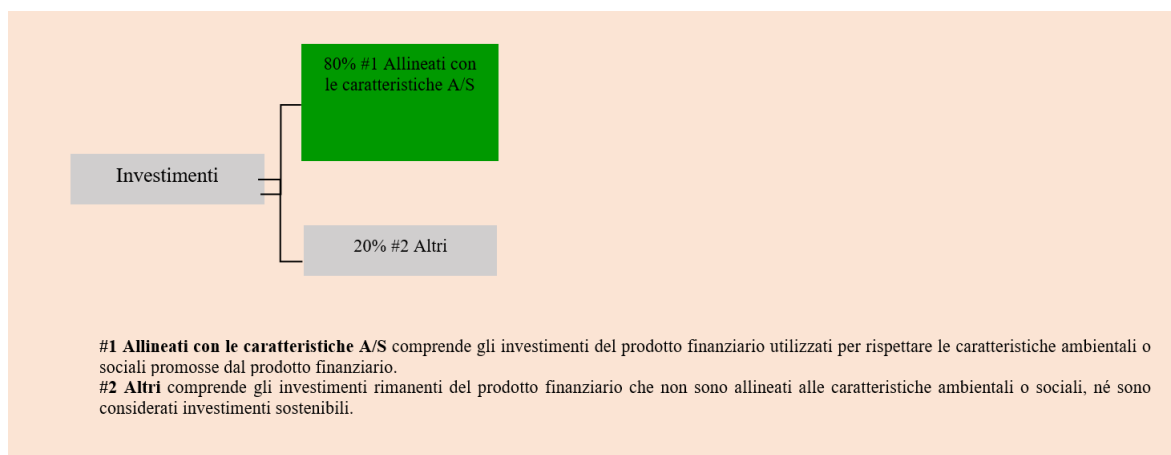 80% #1 Allineati con
le caratteristiche A/S
Investimenti
20% #2 Altri
#1 Allineati con le caratteristiche A/S comprende gli investimenti del prodotto finanziario utilizzati per rispettare le caratteristiche ambientali o
sociali promosse dal prodotto finanziario.
#2 Altri comprende gli investimenti rimanenti del prodotto finanziario che non sono allineati alle caratteristiche ambientali o sociali, né sono
considerati investimenti sostenibili.